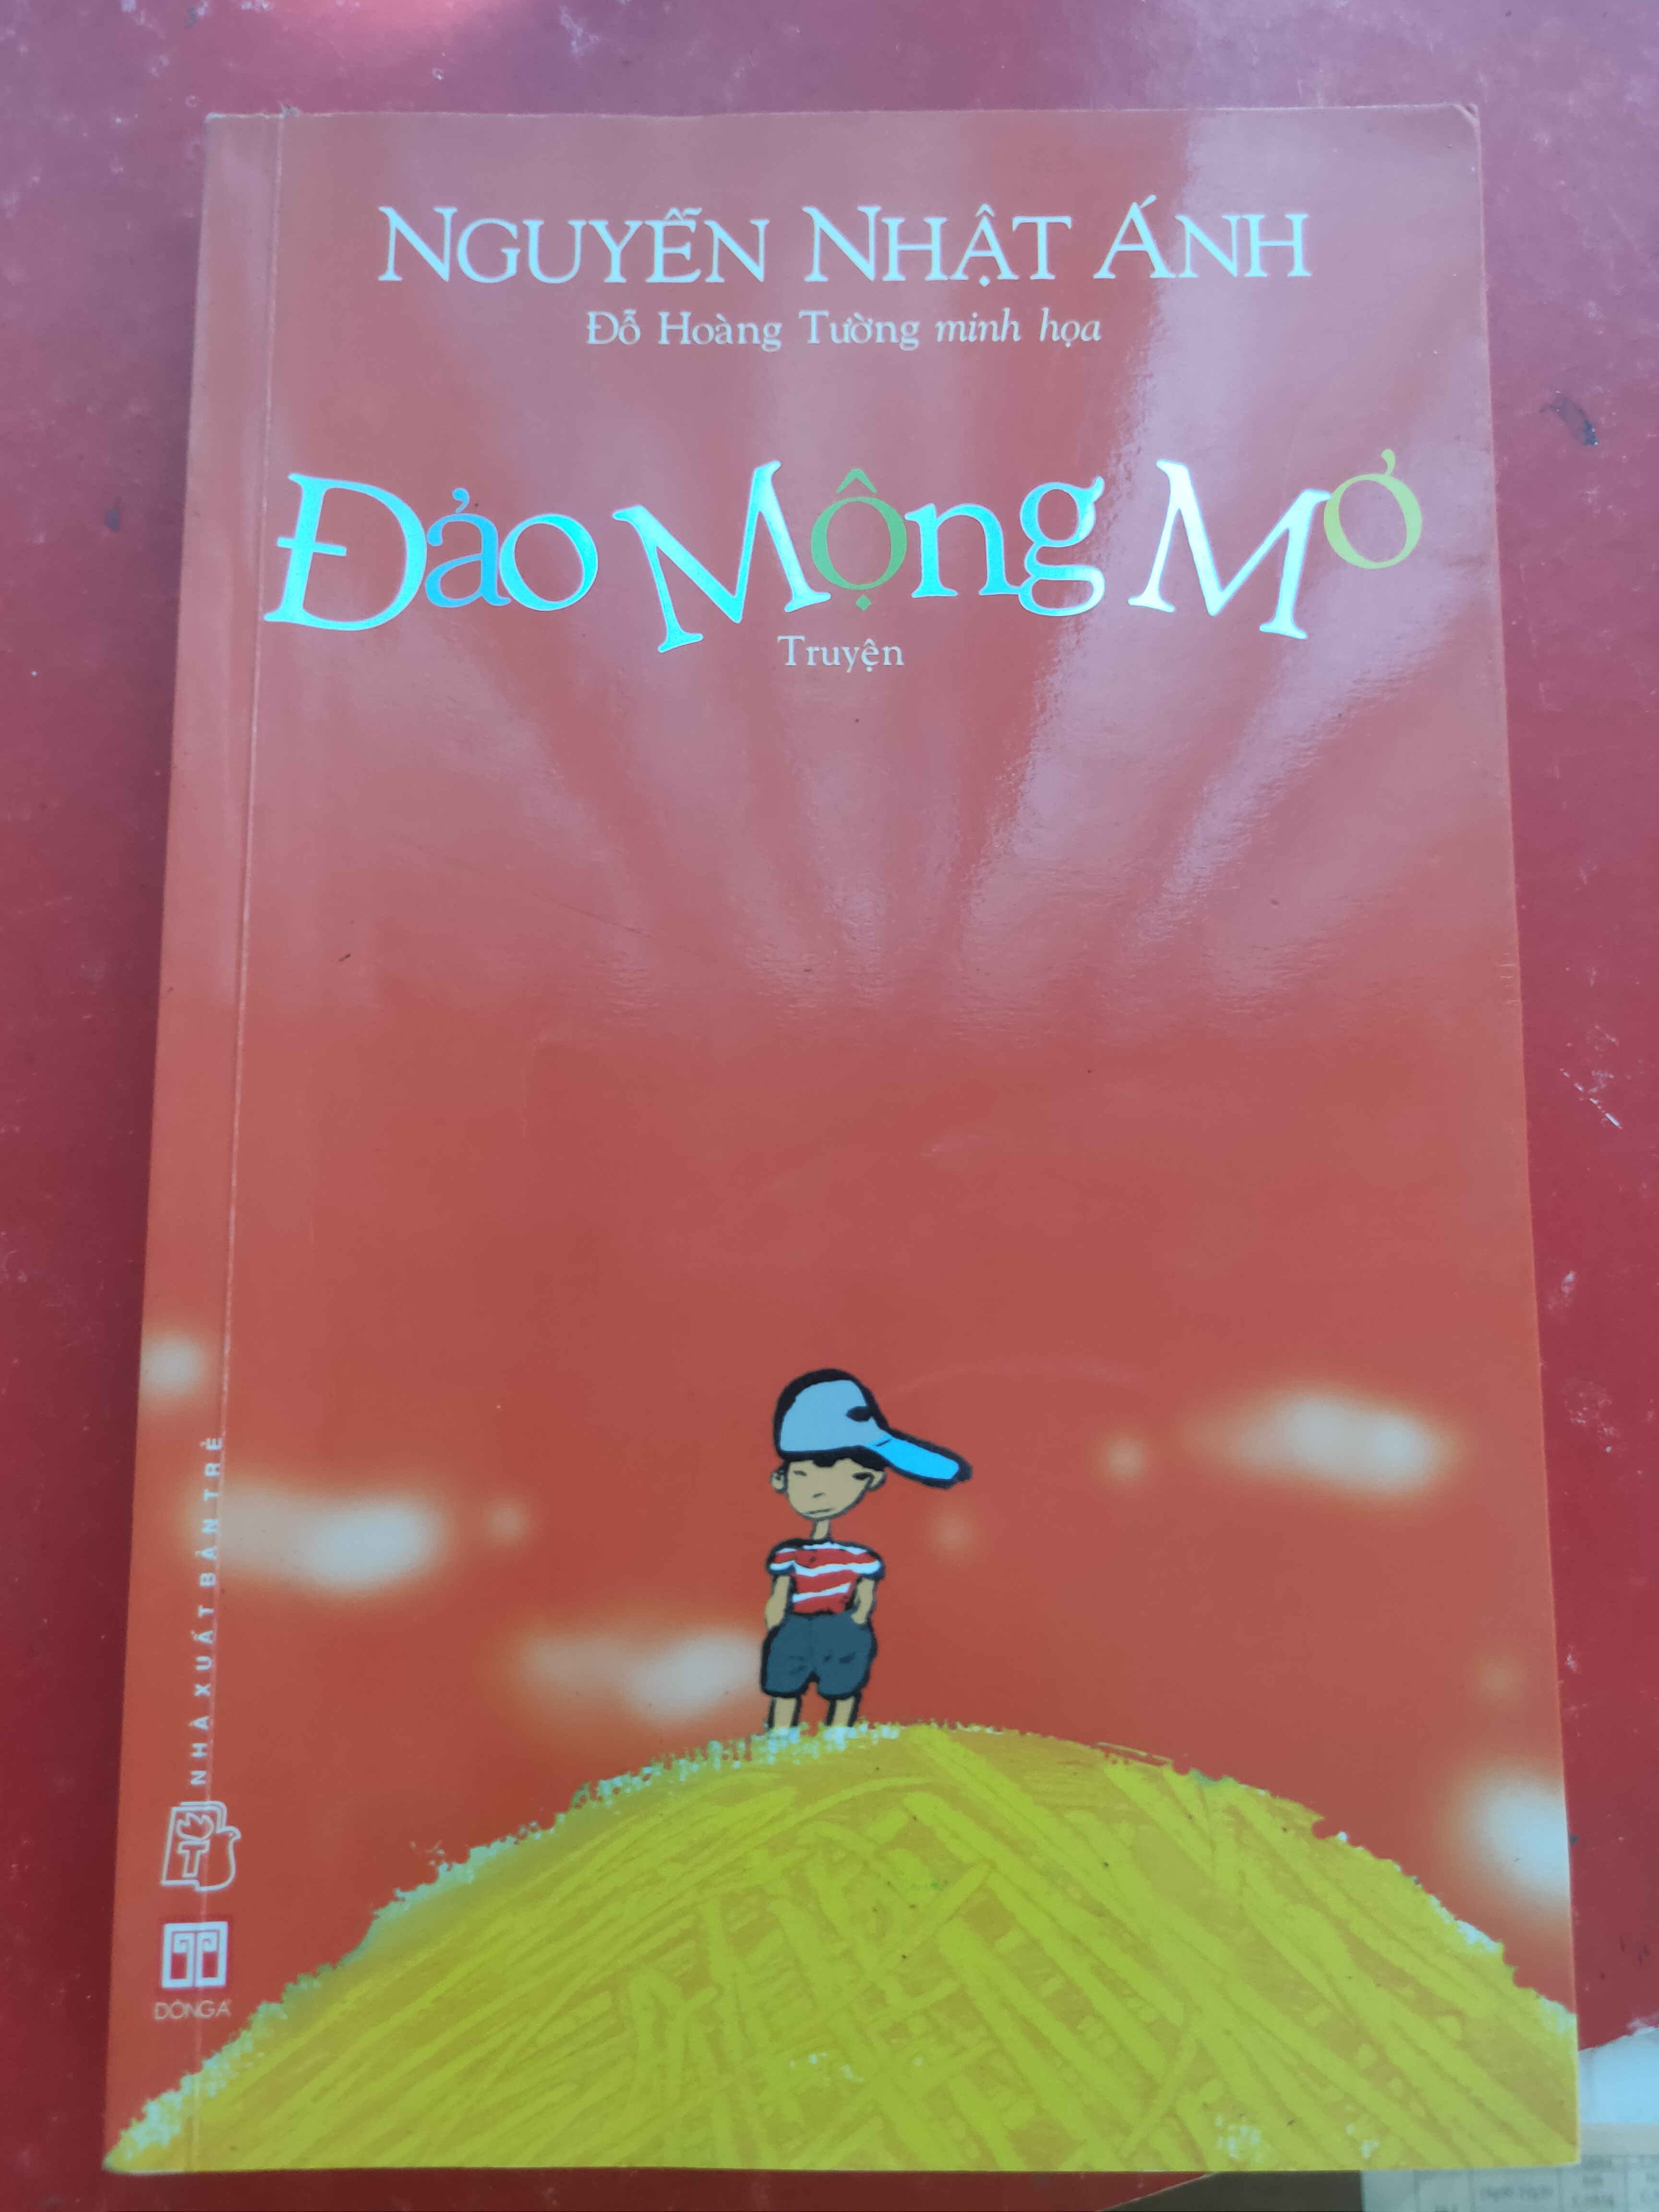 NGUYỄN NHẬT ÁNH
Đỗ Hoàng Tường minh họa
Đảo Mộng Mơ
Truyện
NHÀ XUẤT BẢN TRẺ
T
ĐÔNG A